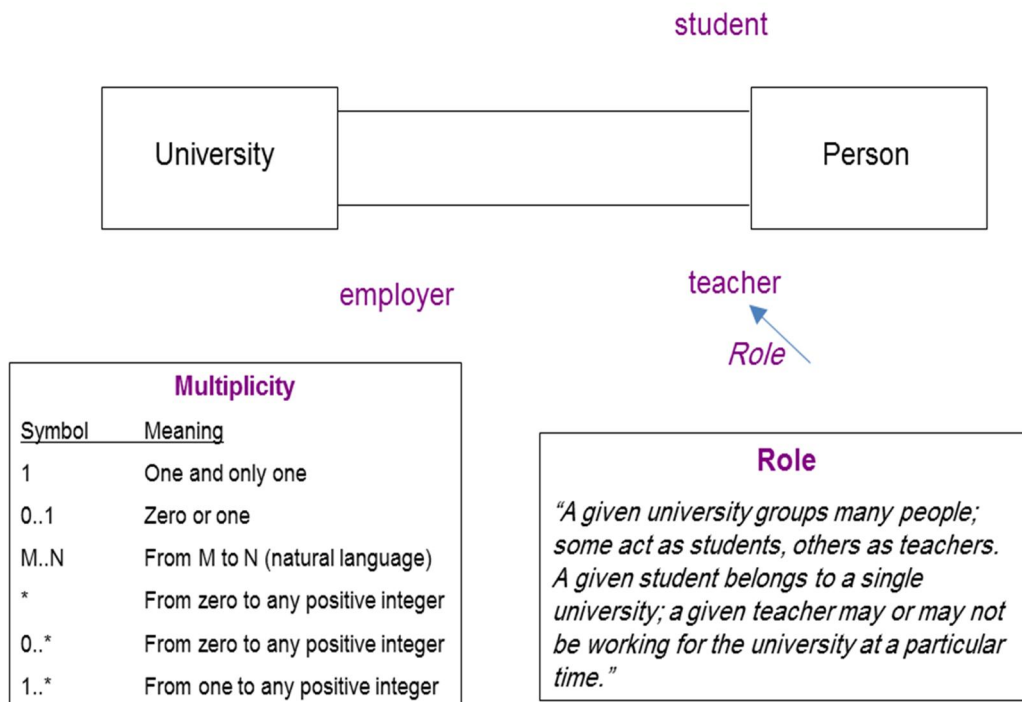 student
University
Person
employer
teacher
Role
Multiplicity
Symbol Meaning
1 One and only one
0..1 Zero or one
M..N From M to N (natural language)
* From zero to any positive integer
0..* From zero to any positive integer
1..* From one to any positive integer
Role
“A given university groups many people;
some act as students, others as teachers.
A given student belongs to a single
university; a given teacher may or may not
be working for the university at a particular
time.”